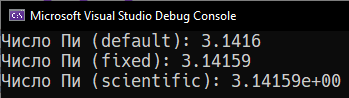 Microsoft Visual Studio Debug Console
Число Пи (default): 3.1416
Число Пи (fixed): 3.14159
Число Пи (scientific): 3.14159e+00